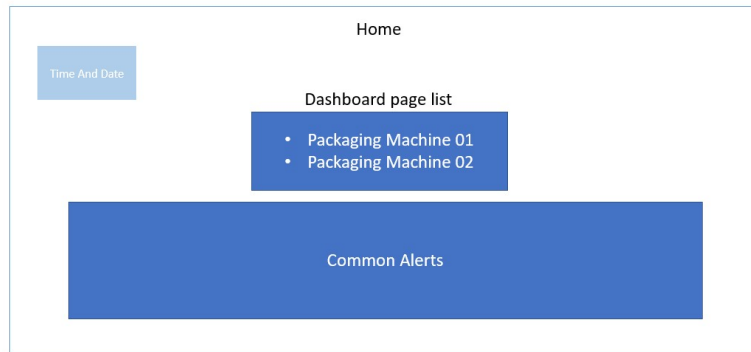 Home
Time And Date
Dashboard page list
• Packaging Machine 01
• Packaging Machine 02
Common Alerts